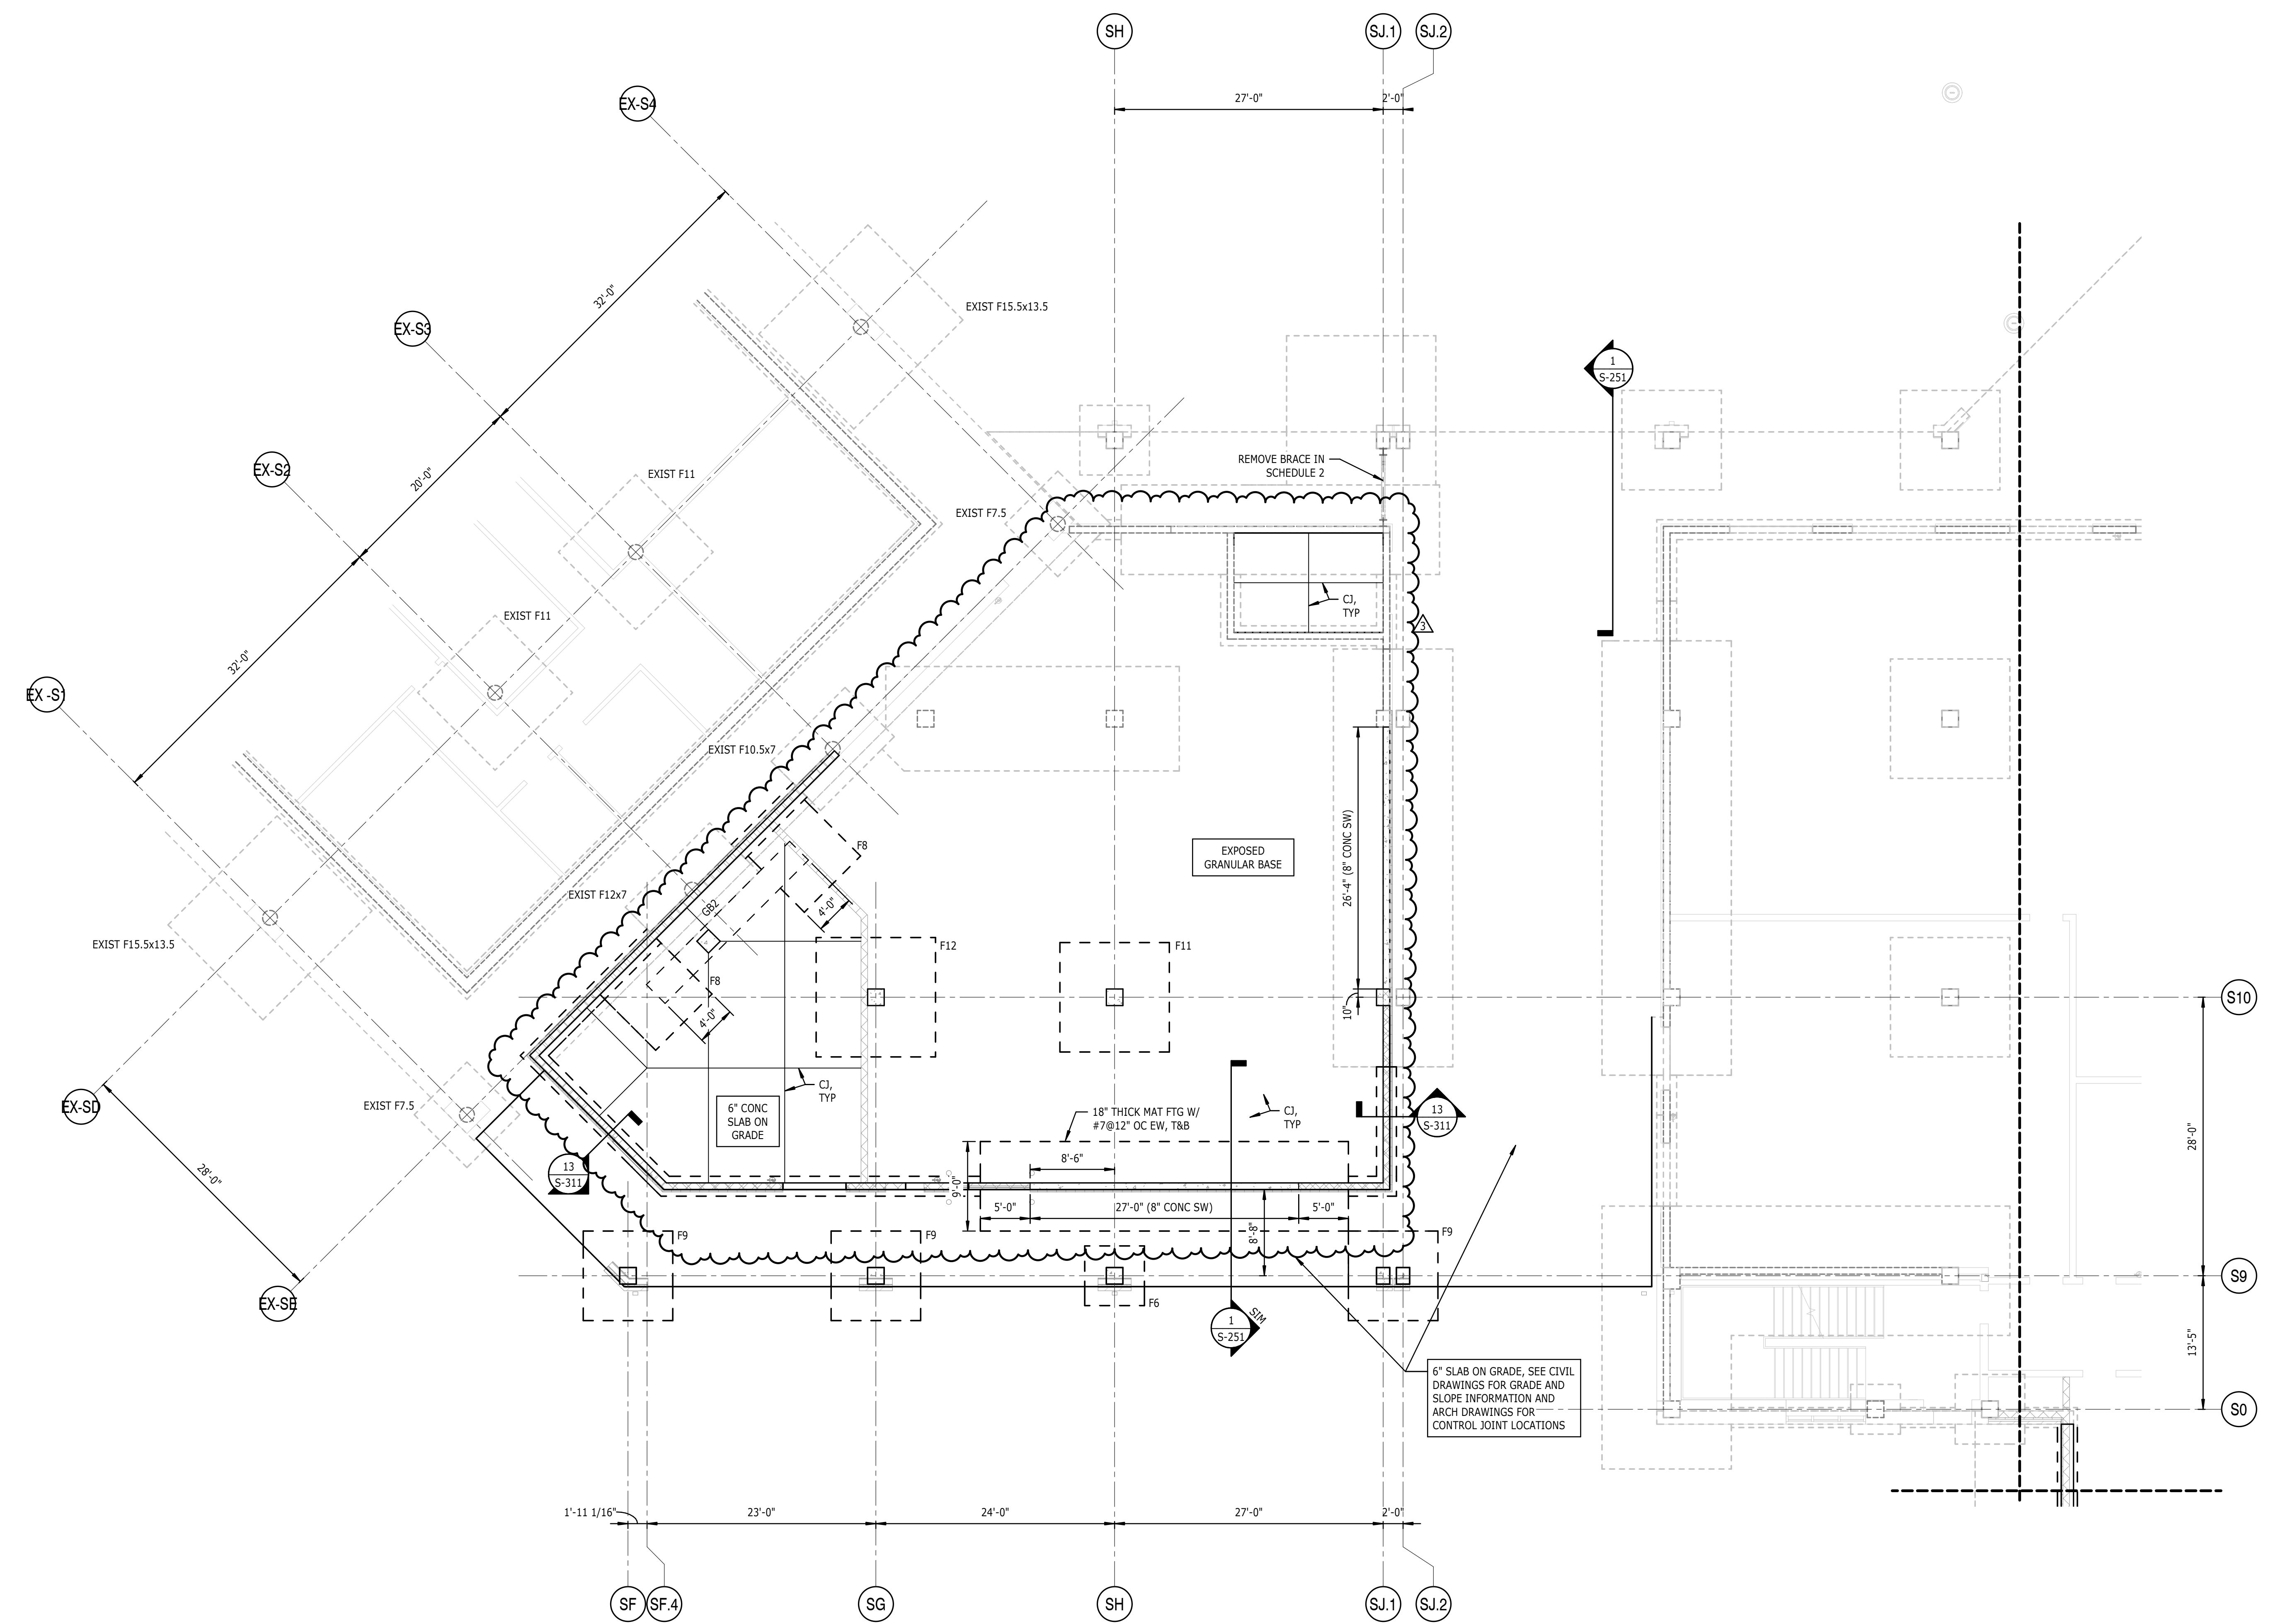 SH
SJ.1
SJ.2
EX-S4
27'-0"
2'-0"
EX-S3
32'-0"
EXIST F15.5x13.5
1
S-251
EX-S2
20'-0"
EXIST F11
REMOVE BRACE IN
SCHEDULE 2
EXIST F7.5
CJ,
TYP
3
EXIST F11
32'-0"
EX -S1
EXIST F10.5x7
F8
EXPOSED
GRANULAR BASE
26'-4" (8" CONC SW)
EXIST F12x7
GB2
4'-0"
EXIST F15.5x13.5
F12
F11
F8
4'-0"
10"
S10
EX-SD
EXIST F7.5
CJ,
TYP
6" CONC
SLAB ON
GRADE
18" THICK MAT FTG W/
#7@12" OC EW, T&B
CJ,
TYP
13
S-311
28'-0"
28'-0"
13
S-311
8'-6"
9'-0"
5'-0"
27'-0" (8" CONC SW)
5'-0"
8'-8"
F9
F9
F9
EX-SE
S9
F6
SIM
1
S-251
13'-5"
6" SLAB ON GRADE, SEE CIVIL
DRAWINGS FOR GRADE AND
SLOPE INFORMATION AND
ARCH DRAWINGS FOR
CONTROL JOINT LOCATIONS
S0
1'-11 1/16"
23'-0"
24'-0"
27'-0"
2'-0"
SF
SF.4
SG
SH
SJ.1
SJ.2